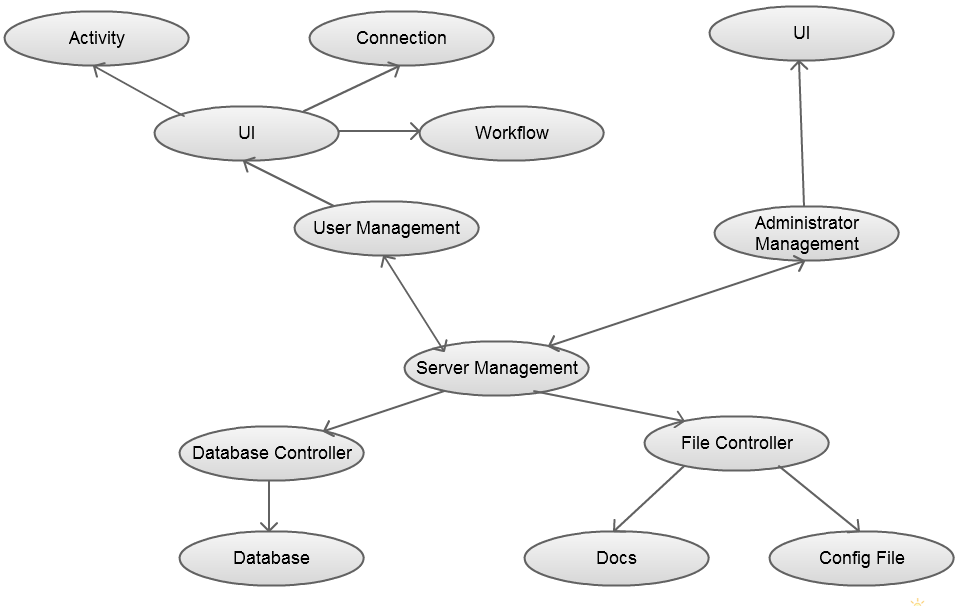 Activity
Connection
UI
UI
Workflow
User Management
Administrator
Management
Server Management
Database Controller
File Controller
Database
Docs
Config File